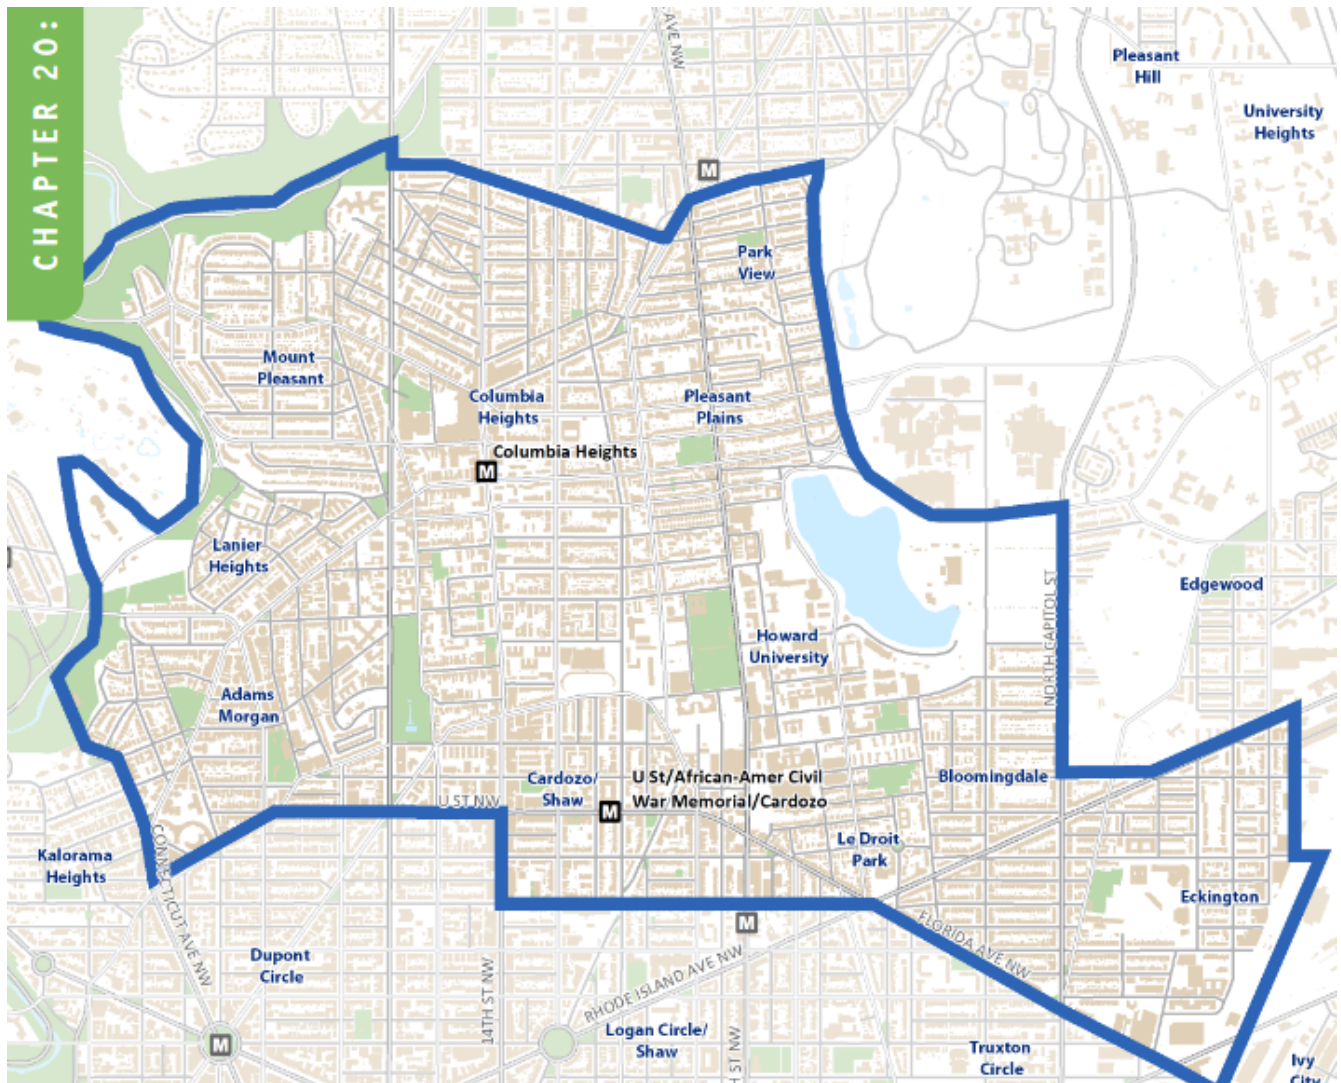 CHAPTER 20:
AVE NW
Pleasant
Hill
University
Heights
Park
View
Mount
Pleasant
Columbia
Heights
Pleasant
Plains
M
Columbia Heights
M
Lanier
Heights
Edgewood
NORTH CAPITOL ST
Howard
University
Adams
Morgan
Cardozo/
Shaw
U St/African-Amer Civil
War Memorial/Cardozo
M
Bloomingdale
U ST NW
Le Droit
Park
Kalorama
Heights
CONNECTICUT AVE NW
Eckington
M
FLORIDA AVE NW
Dupont
Circle
RHODE ISLAND AVE NW
14TH ST NW
Logan Circle/
Shaw
H ST NW
M
Truxton
Circle
Ivy
City